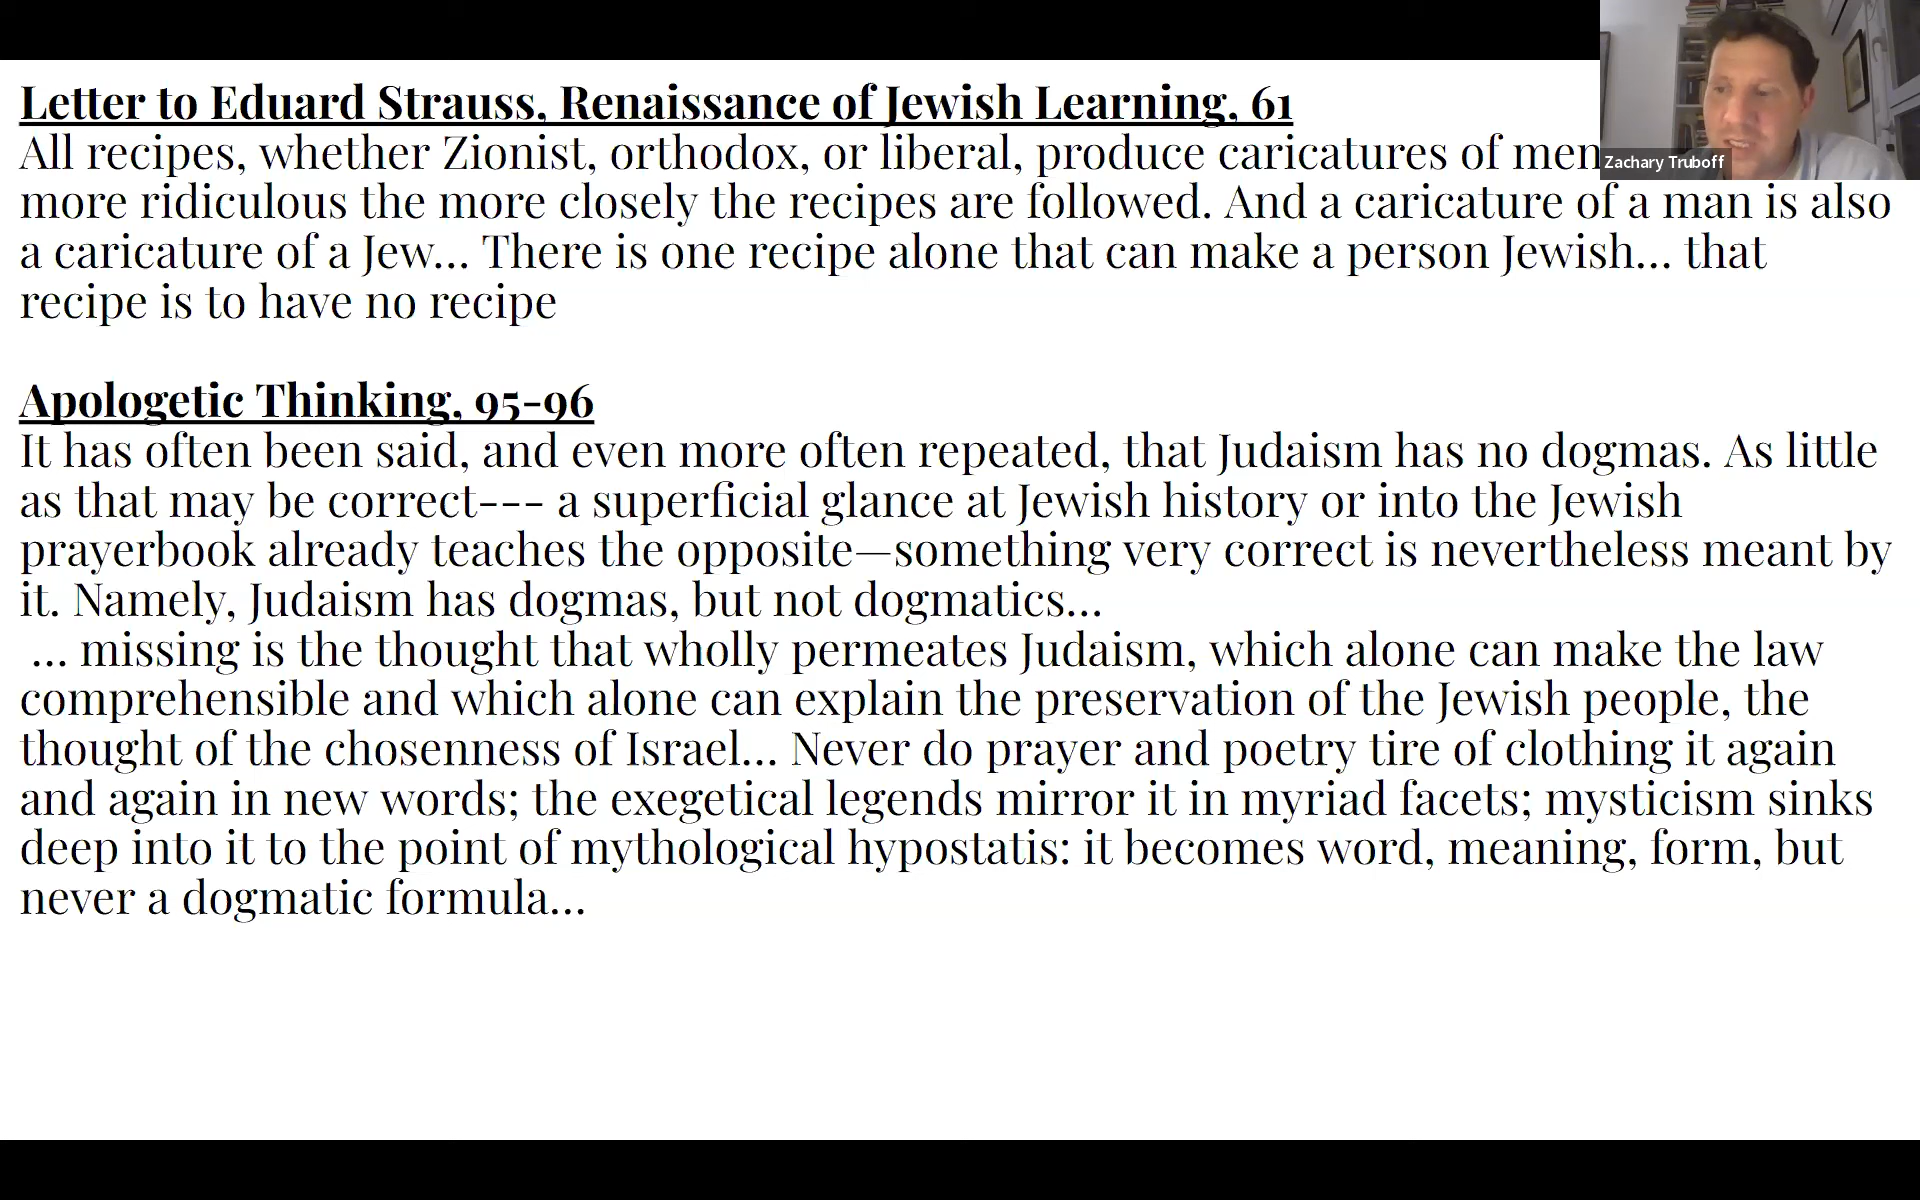 Letter to Eduard Strauss, Renaissance of Jewish Learning, 61
All recipes, whether Zionist, orthodox, or liberal, produce caricatures of men
Zachary Truboff
more ridiculous the more closely the recipes are followed. And a caricature of a man is also
a caricature of a Jew... There is one recipe alone that can make a person Jewish... that
recipe is to have no recipe
Apologetic Thinking, 95-96
It has often been said, and even more often repeated, that Judaism has no dogmas. As little
as that may be correct--- a superficial glance at Jewish history or into the Jewish
prayerbook already teaches the opposite—something very correct is nevertheless meant by
it. Namely, Judaism has dogmas, but not dogmatics...
... missing is the thought that wholly permeates Judaism, which alone can make the law
comprehensible and which alone can explain the preservation of the Jewish people, the
thought of the chosenness of Israel... Never do prayer and poetry tire of clothing it again
and again in new words; the exegetical legends mirror it in myriad facets; mysticism sinks
deep into it to the point of mythological hypostatis: it becomes word, meaning, form, but
never a dogmatic formula...